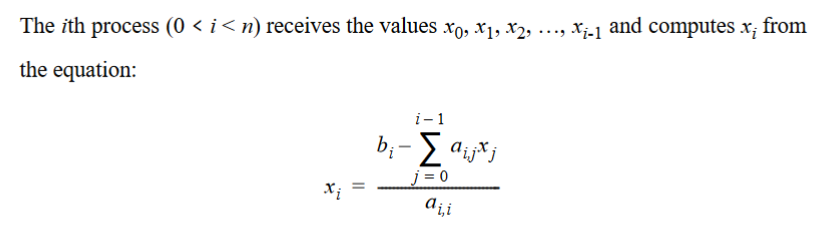 The ith process (0 < i < n) receives the values x0, x1, x2, …, xi-1 and computes xi from
the equation:
i – 1
bi – ∑ ai,jxj
j = 0
xi =
ai,i